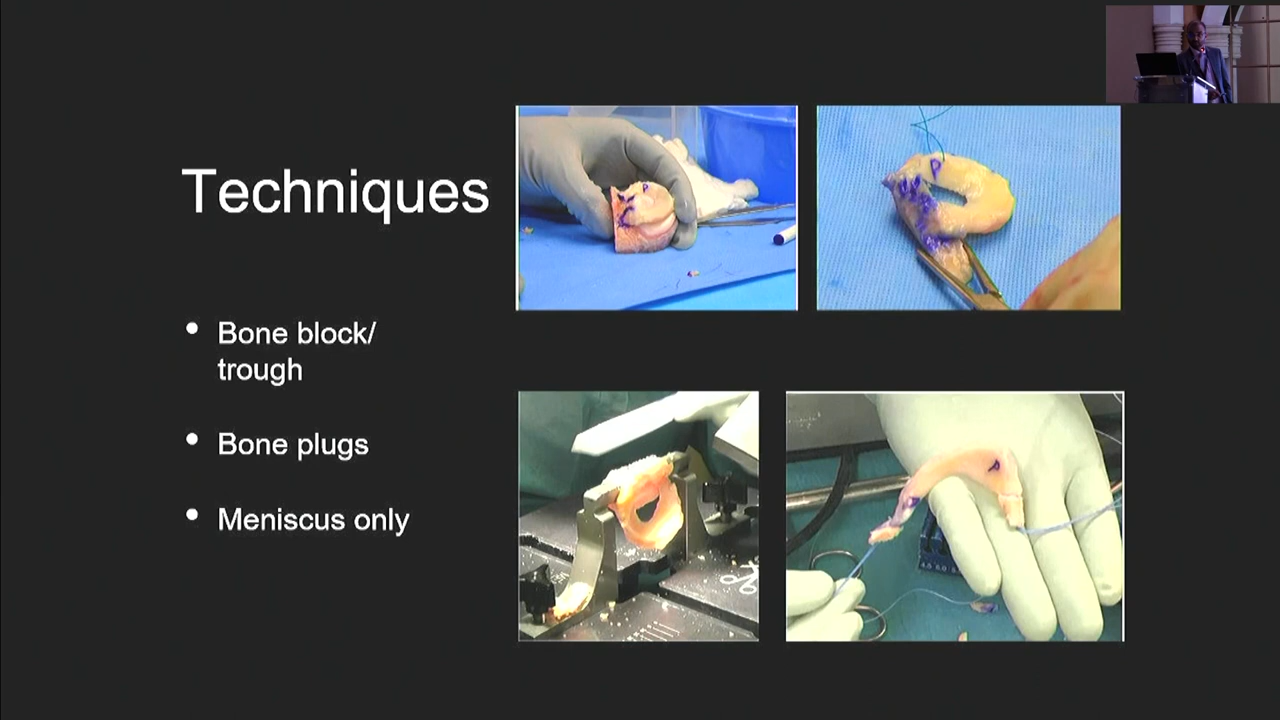 Techniques
• Bone block/
trough
• Bone plugs
• Meniscus only